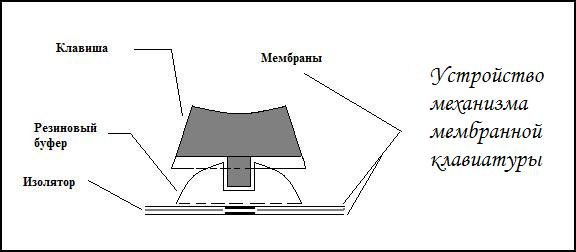 Клавиша
Мембраны
Устройство
механизма
мембранной
клавиатуры
Резиновый
буфер
Изолятор